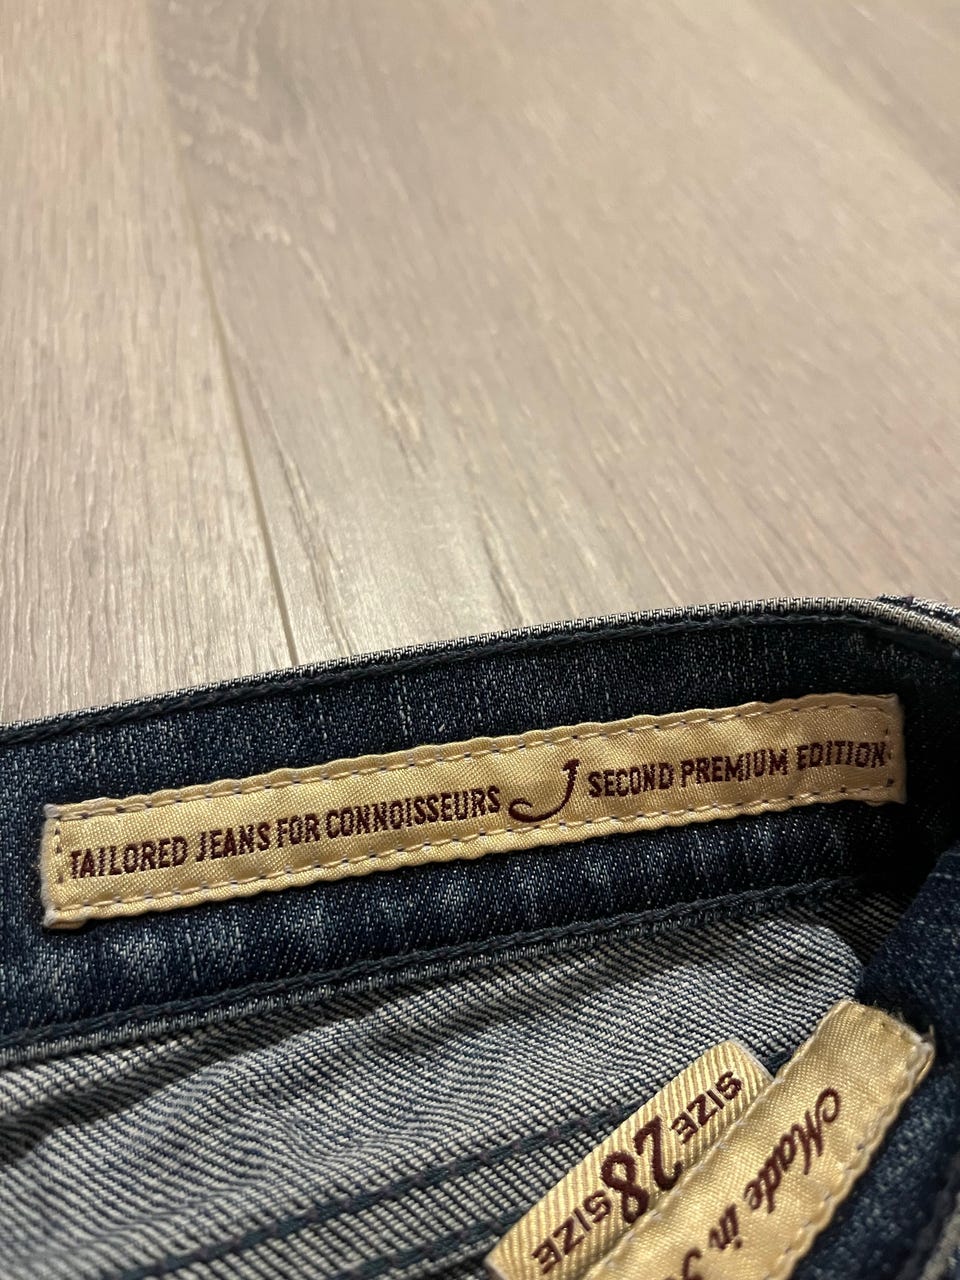 TAILORED JEANS FOR CONNOISSEURS J SECOND PREMIUM EDITION
SIZE
28
SIZE
Made in